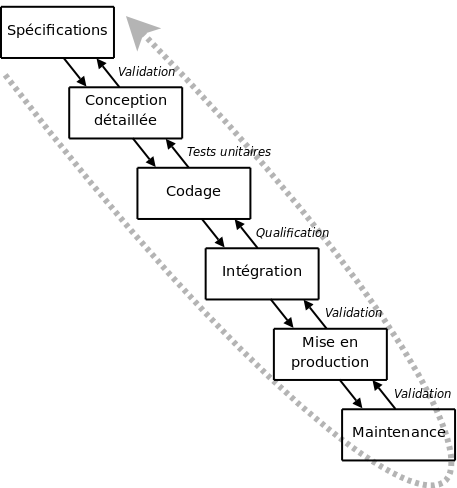 Spécifications
Validation
Conception
détaillée
Tests unitaires
Codage
Qualification
Intégration
Validation
Mise en
production
Validation
Maintenance